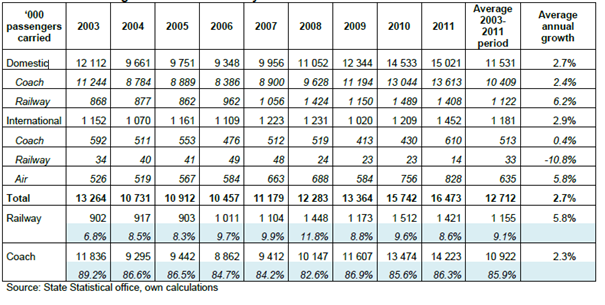 ‘000 passengers carried 2003 2004 2005 2006 2007 2008 2009 2010 2011 Average 2003-2011 period Average annual growth
Domestic 12 112 9 661 9 751 9 348 9 956 11 052 12 344 14 533 15 021 11 531 2.7%
Coach 11 244 8 784 8 889 8 386 8 900 9 628 11 194 13 044 13 613 10 409 2.4%
Railway 868 877 862 962 1 056 1 424 1 150 1 489 1 408 1 122 6.2%
International 1 152 1 070 1 161 1 109 1 223 1 231 1 020 1 209 1 452 1 181 2.9%
Coach 592 511 553 476 512 519 413 430 610 513 0.4%
Railway 34 40 41 49 48 24 23 23 14 33 -10.8%
Air 526 519 567 584 663 688 584 756 828 635 5.8%
Total 13 264 10 731 10 912 10 457 11 179 12 283 13 364 15 742 16 473 12 712 2.7%
Railway 902 917 903 1 011 1 104 1 448 1 173 1 512 1 421 1 155 5.8%
6.8% 8.5% 8.3% 9.7% 9.9% 11.8% 8.8% 9.6% 8.6% 9.1%
Coach 11 836 9 295 9 442 8 862 9 412 10 147 11 607 13 474 14 223 10 922 2.3%
89.2% 86.6% 86.5% 84.7% 84.2% 82.6% 86.9% 85.6% 86.3% 85.9%
Source: State Statistical office, own calculations